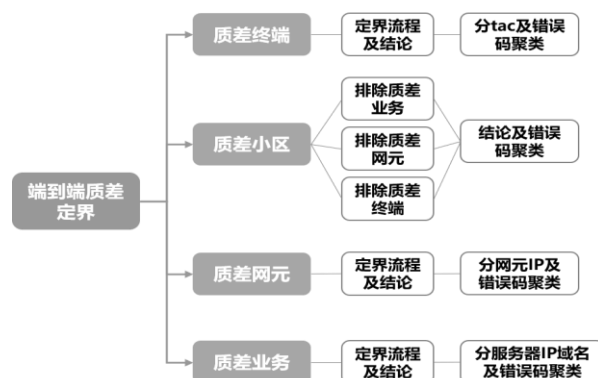 质差终端
定界流程
及结论
分tac及错误
码聚类
排除质差
业务
质差小区
排除质差
网元
结论及错误
码聚类
排除质差
终端
端到端质差
定界
质差网元
定界流程
及结论
分网元IP及
错误码聚类
质差业务
定界流程
及结论
分服务器IP域名
及错误码聚类